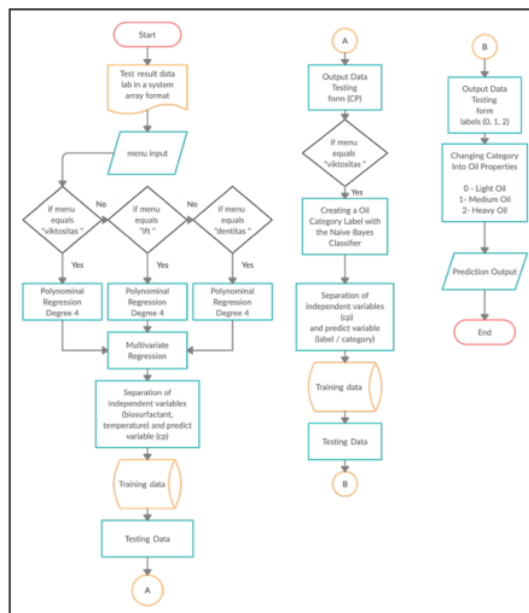 Start
Test result data
lab in a system
array format
menu input
if menu
equals
"viktositas"
No
if menu
equals
"ift"
No
if menu
equals
"dentitas"
Yes
Yes
Yes
Polynominal
Regression
Degree 4
Polynominal
Regression
Degree 4
Polynominal
Regression
Degree 4
Multivariate
Regression
Separation of
independent variables
(biosurfactant,
temperature) and predict
variable (cp)
Training data
Testing Data
A
A
Output Data
Testing
form (CP)
if menu
equals
"viktositas "
Yes
Creating a Oil
Category Label with
the Naive Bayes
Classifier
Separation of
independent variables
(cp)
and predict variable
(label / category)
Training data
Testing Data
B
B
Output Data
Testing
form
labels (0, 1, 2)
Changing Category
Into Oil Properties
0 - Light Oil
1- Medium Oil
2- Heavy Oil
Prediction Output
End